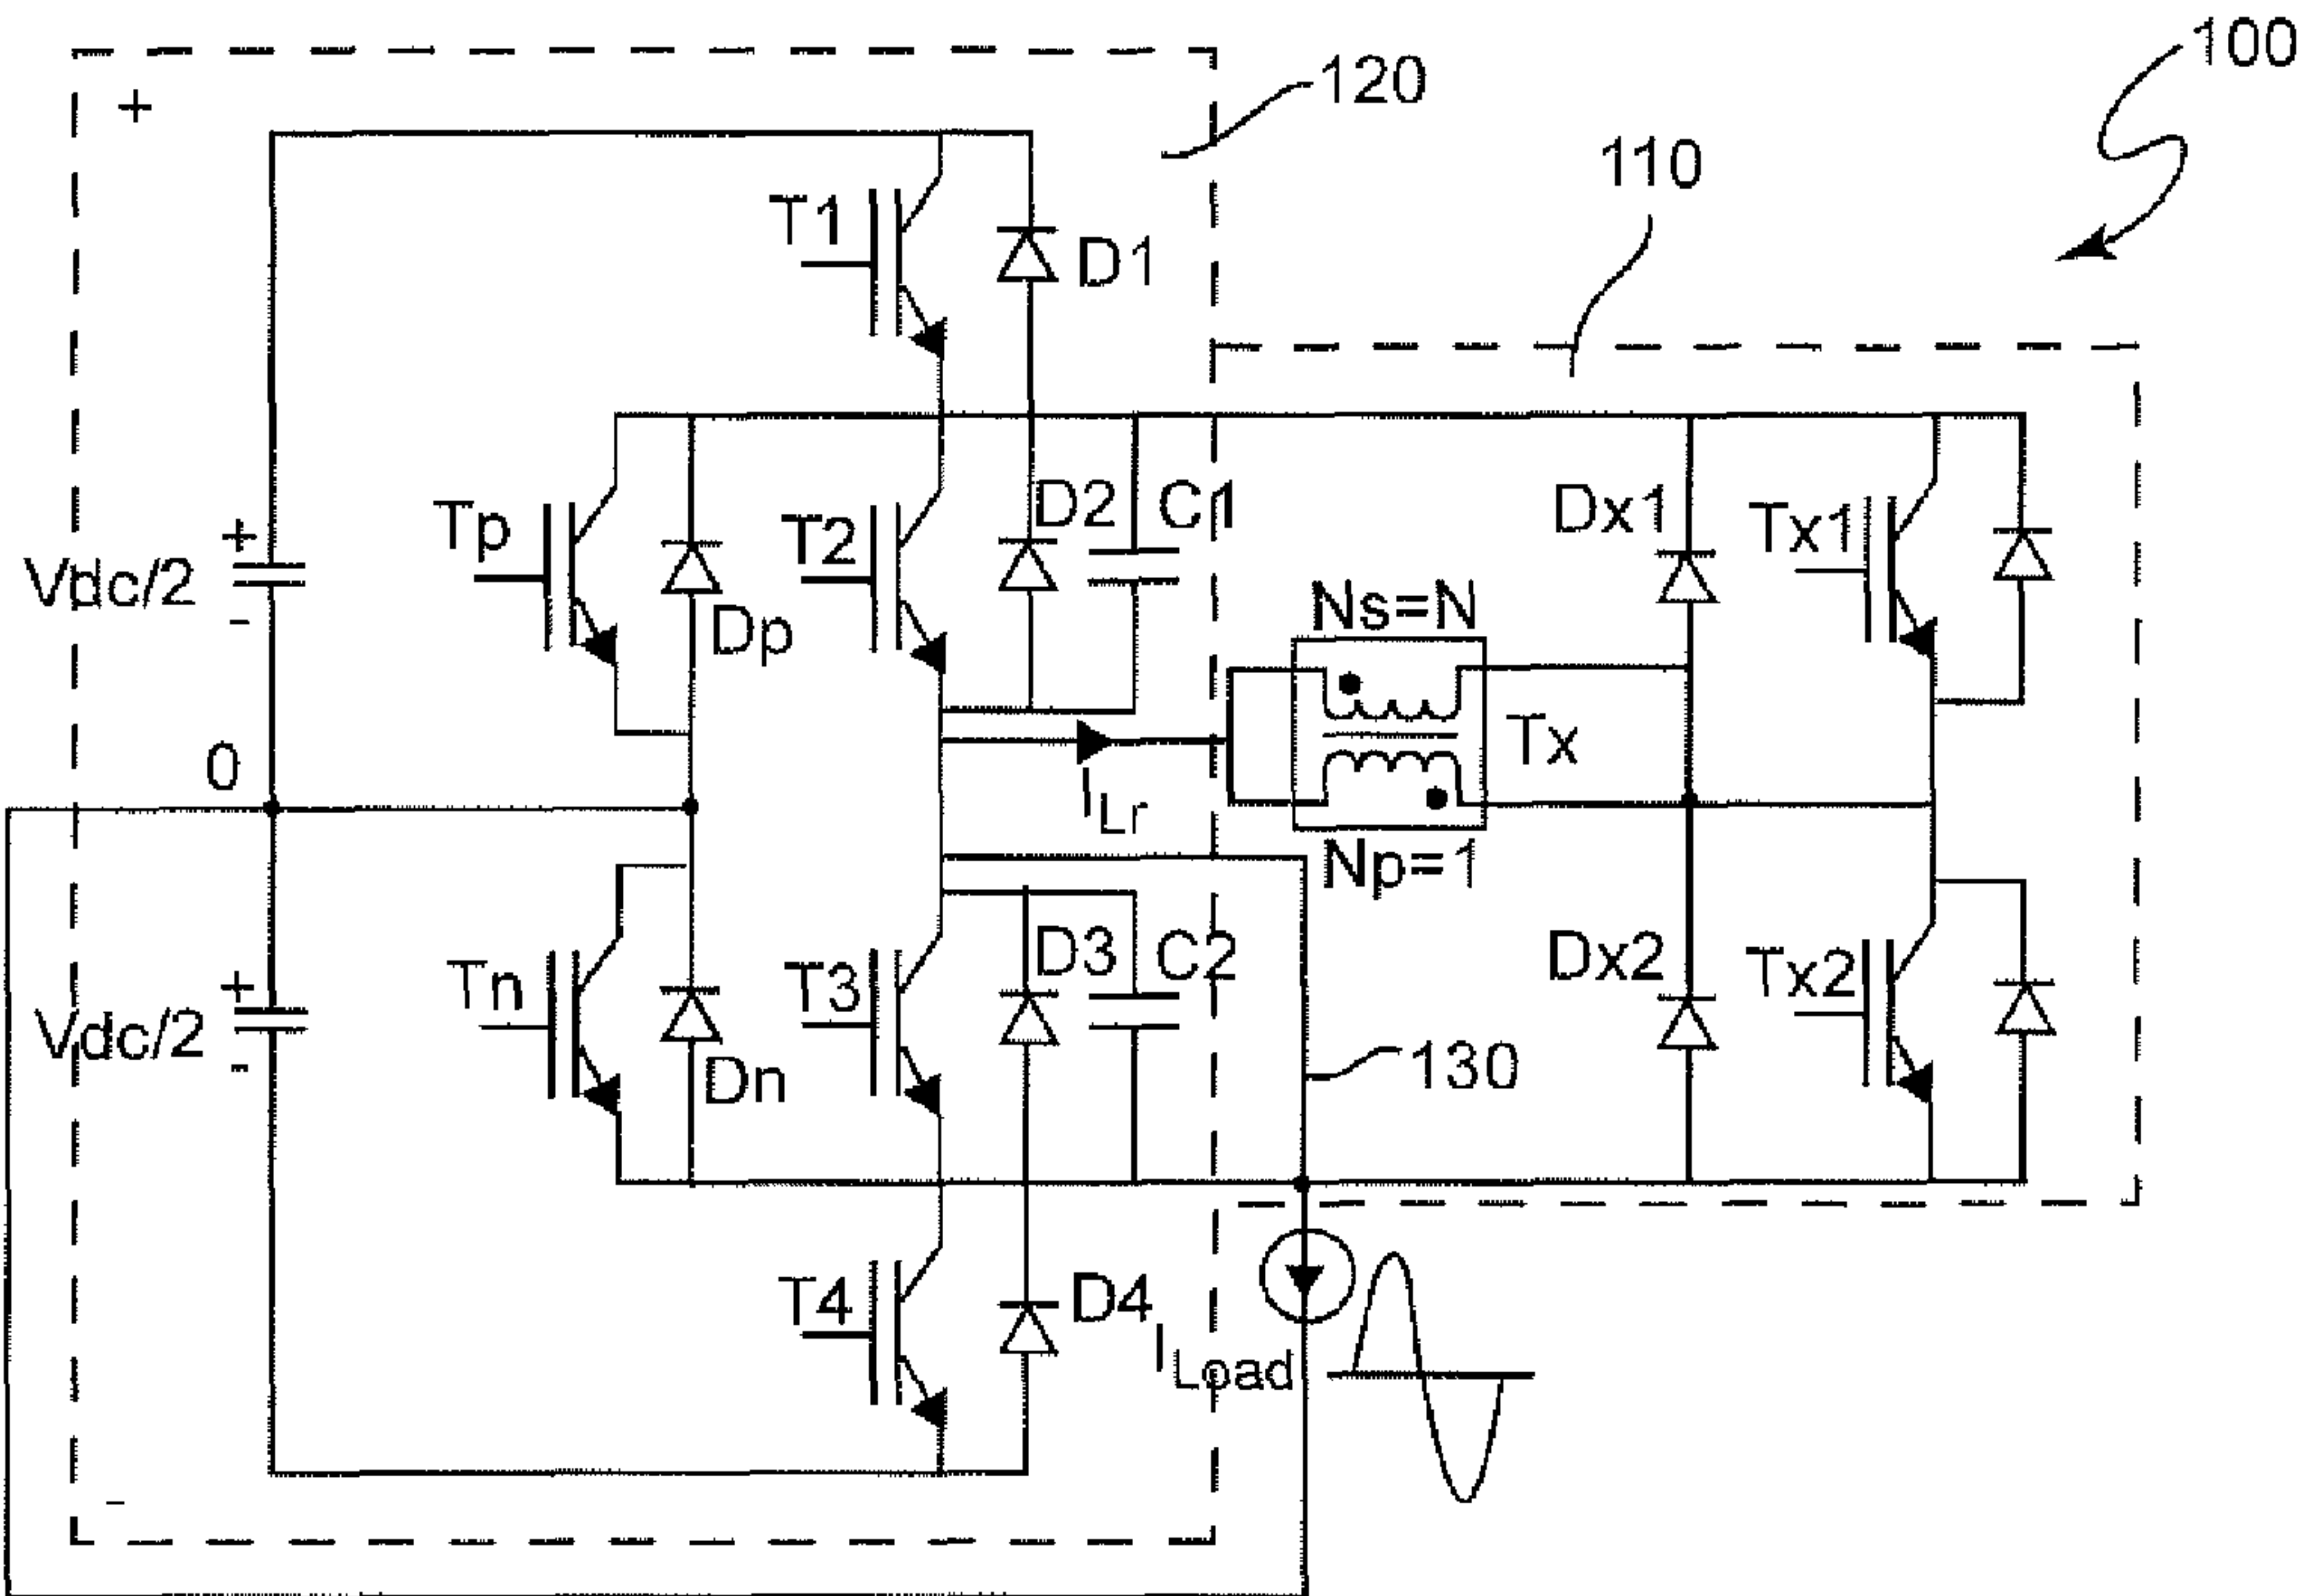 100
+
120
110
T1
D1
Tp
T2
D2
C1
Dx1
Tx1
+
Vdc/2
-
Dp
Ns=N
Tx
0
ILr
Np=1
Tn
T3
D3
C2
Dx2
Tx2
+
Vdc/2
-
Dn
130
T4
D4
ILoad
-